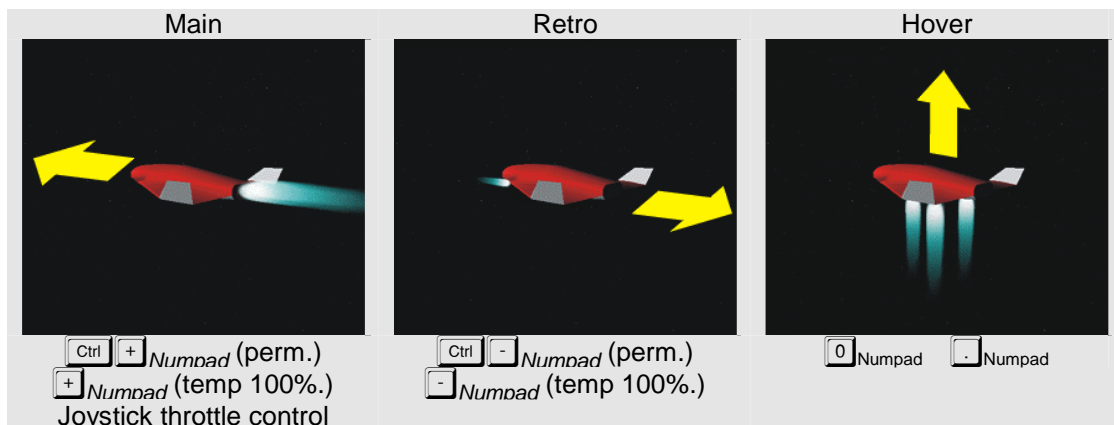 Main
Retro
Hover
Ctrl + Numpad (perm.)
+ Numpad (temp 100%.)
Joystick throttle control
Ctrl - Numpad (perm.)
- Numpad (temp 100%.)
0 Numpad . Numpad